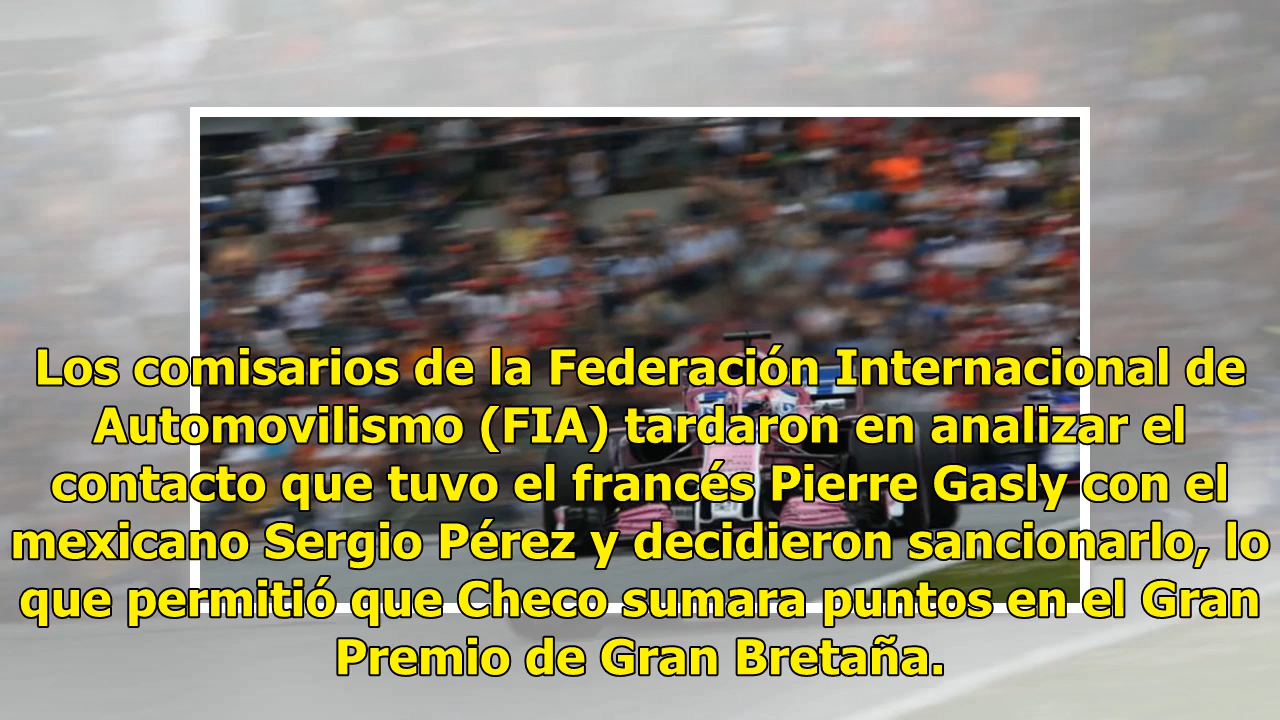 Los comisarios de la Federación Internacional de
Automovilismo (FIA) tardaron en analizar el
contacto que tuvo el francés Pierre Gasly con el
mexicano Sergio Pérez y decidieron sancionarlo, lo
que permitió que Checo sumara puntos en el Gran
Premio de Gran Bretaña.